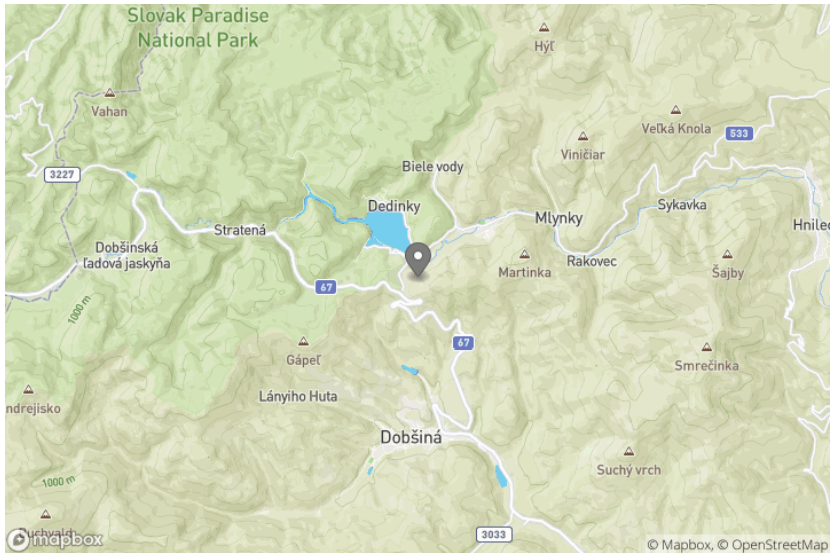 Slovak Paradise
National Park
Hýľ
Vahan
Veľká Knola
533
Viničiar
Biele vody
3227
Dedinky
Sykavka
Mlynky
Hnilec
Stratená
Dobšinská
ľadová jaskyňa
Rakovec
Martinka
Šajby
67
1000 m
67
Gápeľ
Smrečinka
ndrejisko
Lányiho Huta
Dobšiná
Suchý vrch
1000 m
3033
mapbox
© Mapbox, © OpenStreetMap